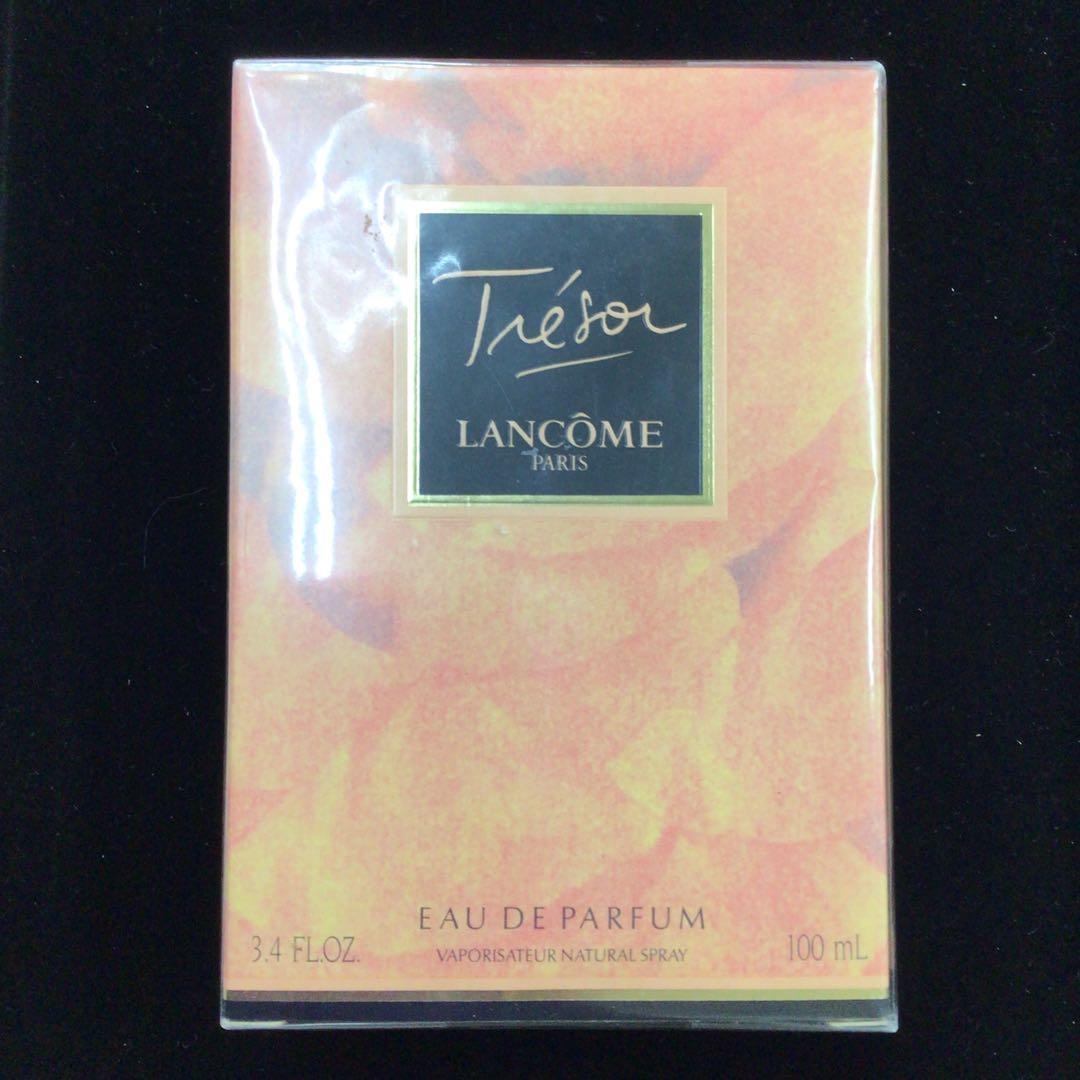 Trésor
LANCÔME
PARIS
EAU DE PARFUM
3.4 FL.OZ. VAPORISATEUR NATURAL SPRAY 100 mL